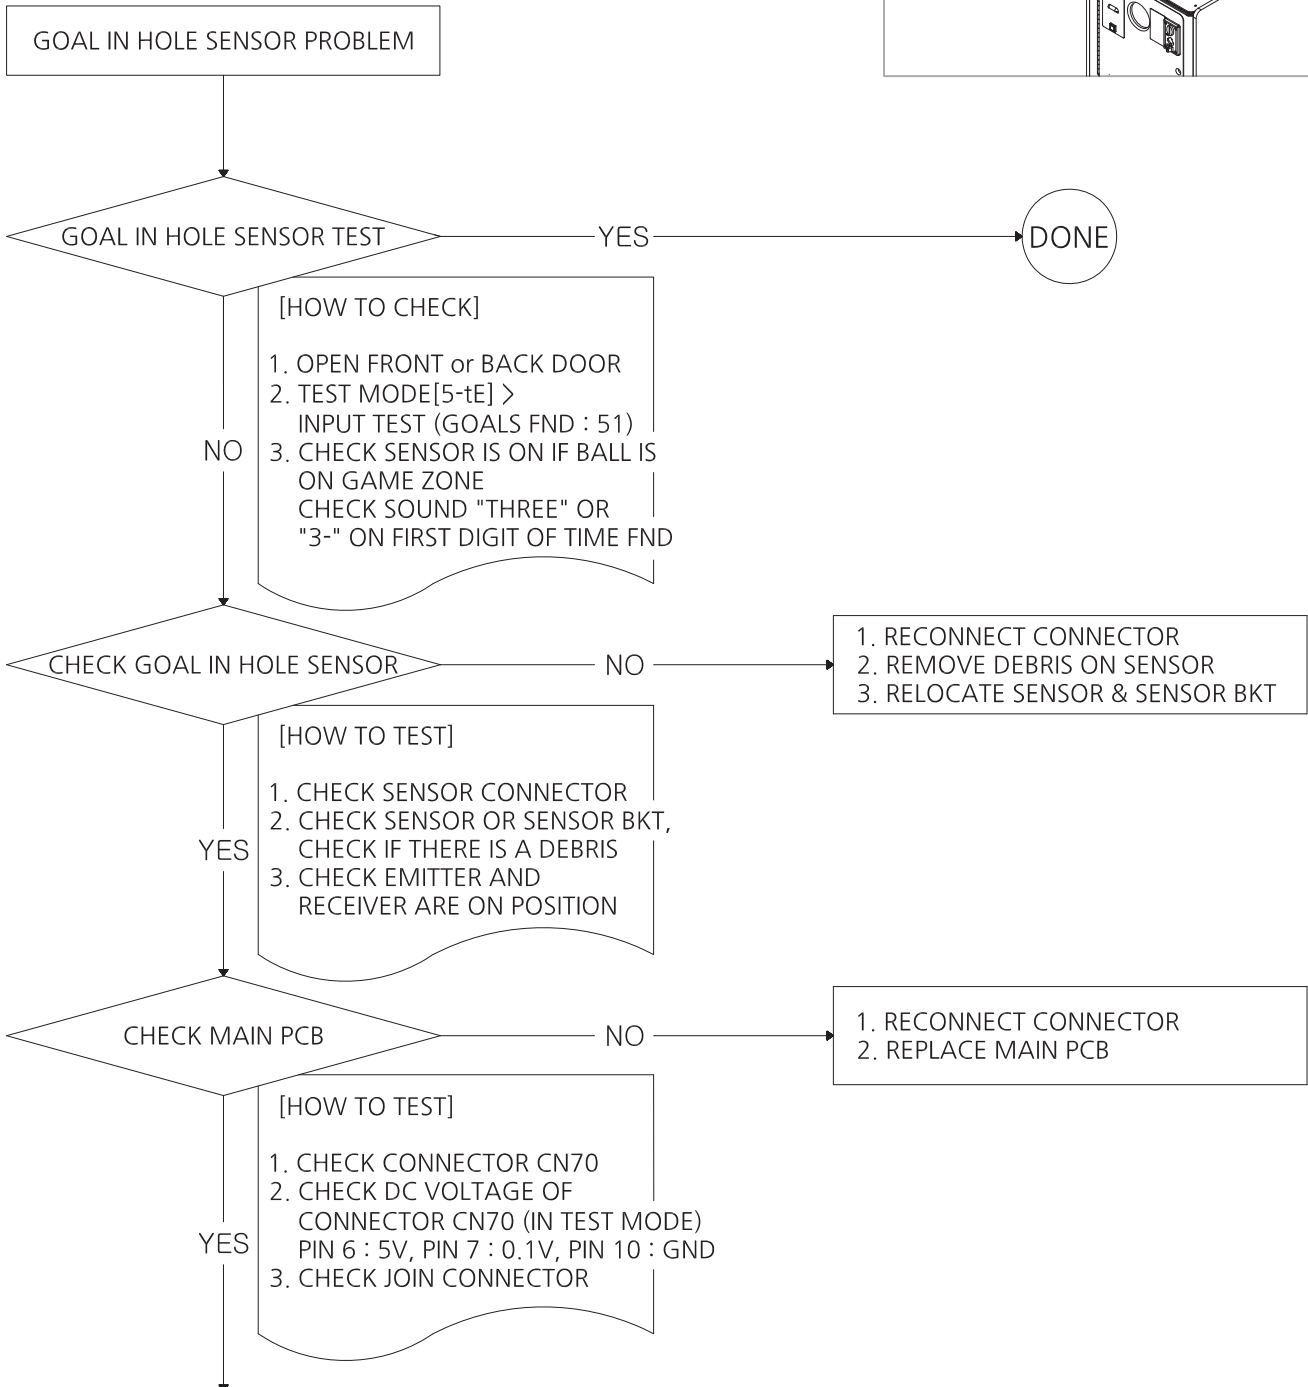 GOAL IN HOLE SENSOR PROBLEM
GOAL IN HOLE SENSOR TEST
YES
DONE
[HOW TO CHECK]
1. OPEN FRONT or BACK DOOR
2. TEST MODE[5-tE] >
INPUT TEST (GOALS FND : 51)
3. CHECK SENSOR IS ON IF BALL IS
ON GAME ZONE
CHECK SOUND "THREE" OR
"3-" ON FIRST DIGIT OF TIME FND
NO
CHECK GOAL IN HOLE SENSOR
NO
1. RECONNECT CONNECTOR
2. REMOVE DEBRIS ON SENSOR
3. RELOCATE SENSOR & SENSOR BKT
[HOW TO TEST]
1. CHECK SENSOR CONNECTOR
2. CHECK SENSOR OR SENSOR BKT,
CHECK IF THERE IS A DEBRIS
3. CHECK EMITTER AND
RECEIVER ARE ON POSITION
YES
CHECK MAIN PCB
NO
1. RECONNECT CONNECTOR
2. REPLACE MAIN PCB
[HOW TO TEST]
1. CHECK CONNECTOR CN70
2. CHECK DC VOLTAGE OF
CONNECTOR CN70 (IN TEST MODE)
PIN 6 : 5V, PIN 7 : 0.1V, PIN 10 : GND
3. CHECK JOIN CONNECTOR
YES